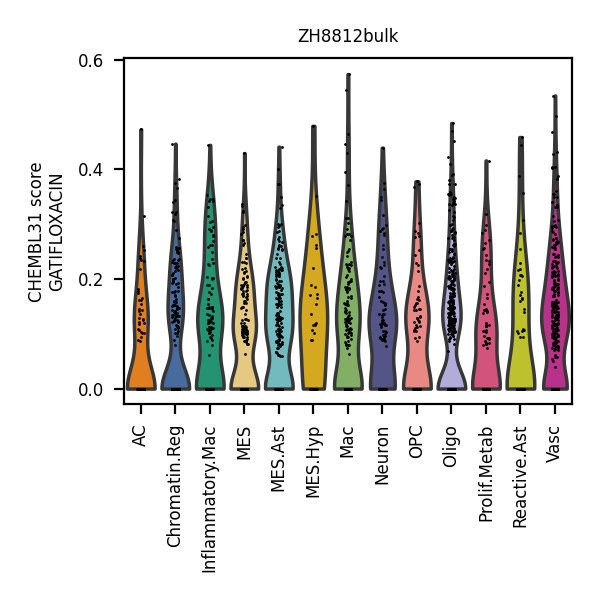 ZH8812bulk
CHEMBL31 score
GATIFLOXACIN
0.6
0.4
0.2
0.0
AC
Chromatin.Reg
Inflammatory.Mac
MES
MES.Ast
MES.Hyp
Mac
Neuron
OPC
Oligo
Prolif.Metab
Reactive.Ast
Vasc